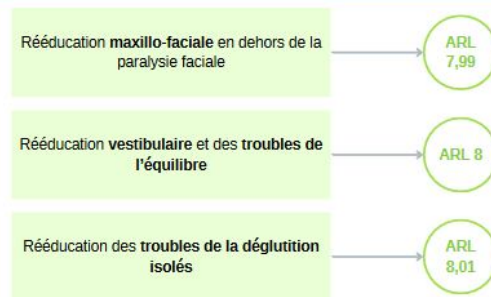 Rééducation maxillo-faciale en dehors de la
paralysie faciale
ARL
7,99
Rééducation vestibulaire et des troubles de
l'équilibre
ARL 8
Rééducation des troubles de la déglutition
isolés
ARL
8,01